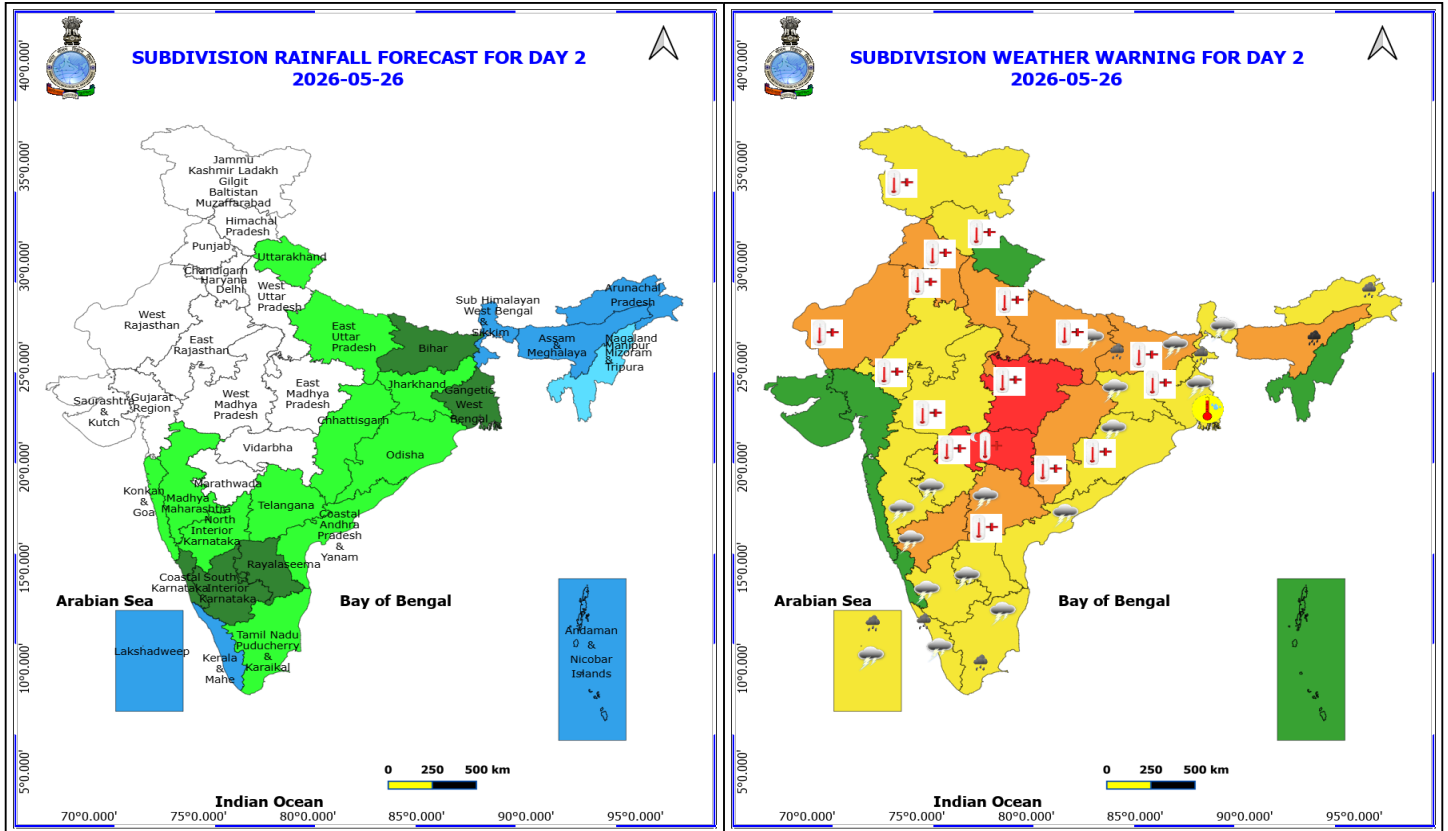 SUBDIVISION RAINFALL FORECAST FOR DAY 2
2026-05-26
40°0.000'
35°0.000'
30°0.000'
25°0.000'
20°0.000'
15°0.000'
10°0.000'
5°0.000'
Jammu
Kashmir Ladakh
Gilgit
Baltistan
Muzaffarabad
Himachal
Pradesh
Punjab
Uttarakhand
Chandigarh
Haryana
Delhi
West
Uttar
Pradesh
West
Rajasthan
East
Rajasthan
East
Uttar
Pradesh
Bihar
Sub Himalayan
West Bengal
&
Sikkim
Arunachal
Pradesh
Assam
&
Meghalaya
Nagaland
Manipur
Mizoram
&
Tripura
Saurashtra
&
Kutch
Gujarat
Region
West
Madhya
Pradesh
East
Madhya
Pradesh
Jharkhand
Gangetic
West
Bengal
Chhattisgarh
Odisha
Vidarbha
Marathwada
Konkan
&
Goa
Madhya
Maharashtra
North
Interior
Karnataka
Telangana
Coastal
Andhra
Pradesh
&
Yanam
Rayalaseema
Coastal
Karnataka
South
Interior
Karnataka
Arabian Sea
Bay of Bengal
Lakshadweep
Kerala
&
Mahe
Tamil Nadu
Puducherry
&
Karaikal
Andaman
&
Nicobar
Islands
0 250 500 km
Indian Ocean
70°0.000' 75°0.000' 80°0.000' 85°0.000' 90°0.000' 95°0.000'
SUBDIVISION WEATHER WARNING FOR DAY 2
2026-05-26
40°0.000'
35°0.000'
30°0.000'
25°0.000'
20°0.000'
15°0.000'
10°0.000'
5°0.000'
Arabian Sea
Bay of Bengal
0 250 500 km
Indian Ocean
70°0.000' 75°0.000' 80°0.000' 85°0.000' 90°0.000' 95°0.000'